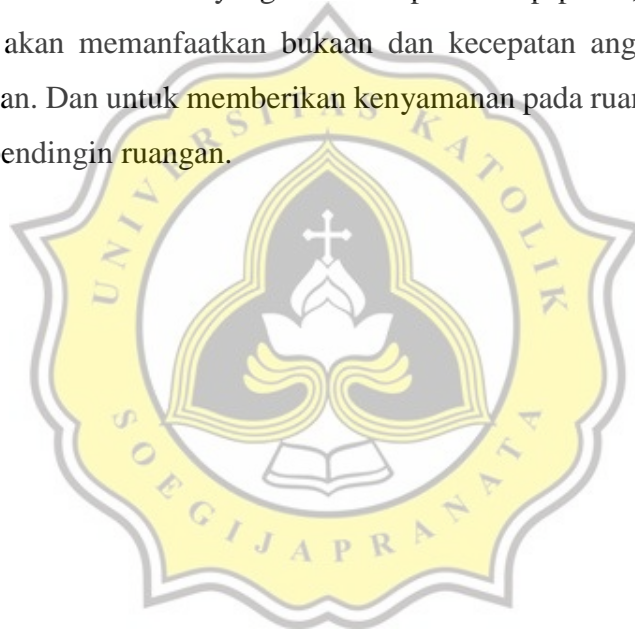 akan memanfaatkan bukaan dan kecepatan ang
an. Dan untuk memberikan kenyamanan pada ruan
endingin ruangan.
UNIVERSITAS KATOLIK
SOEGIJAPRANATA